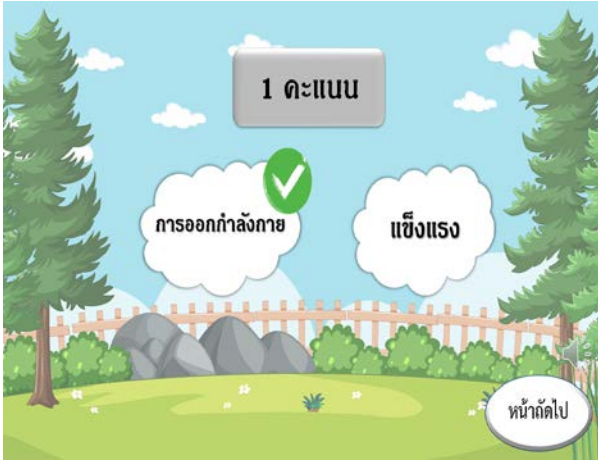 1 คะแนน
การออกกำลังกาย
แข็งแรง
หน้าถัดไป